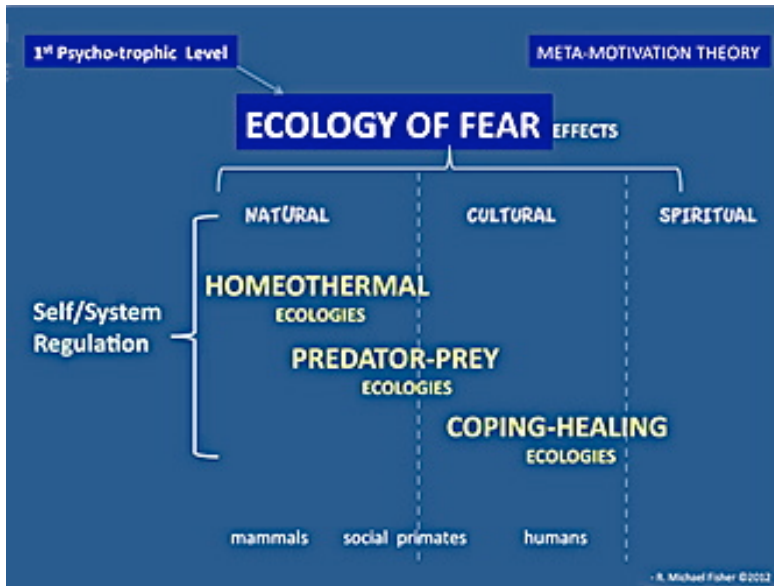 1st Psycho-trophic Level
META-MOTIVATION THEORY
ECOLOGY OF FEAR EFFECTS
NATURAL CULTURAL SPIRITUAL
HOMEOTHERMAL
ECOLOGIES
Self/System
Regulation
PREDATOR-PREY
ECOLOGIES
COPING-HEALING
ECOLOGIES
mammals social primates humans
- R. Michael Fisher ©2012